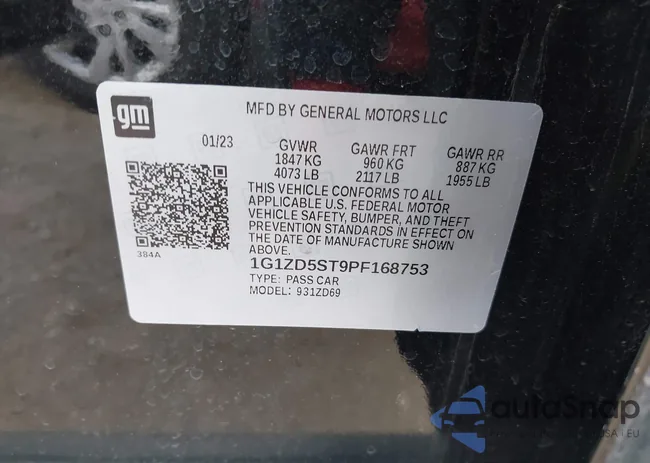 gm
MFD BY GENERAL MOTORS LLC
01/23 GVWR GAWR FRT GAWR RR
1847 KG 960 KG 887 KG
4073 LB 2117 LB 1955 LB
THIS VEHICLE CONFORMS TO ALL
APPLICABLE U.S. FEDERAL MOTOR
VEHICLE SAFETY, BUMPER, AND THEFT
PREVENTION STANDARDS IN EFFECT ON
THE DATE OF MANUFACTURE SHOWN
ABOVE.
384A
1G1ZD5ST9PF168753
TYPE: PASS CAR
MODEL: 931ZD69
autoSnap
USA - EU